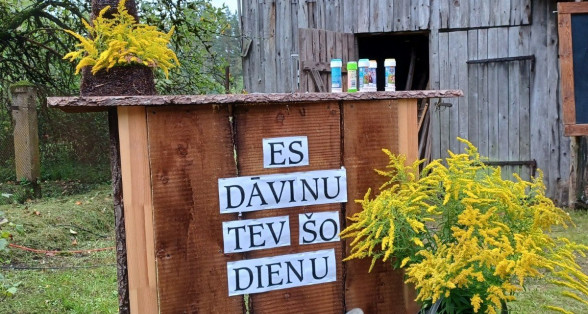 ES
DĀVINU
TEV ŠO
DIENU